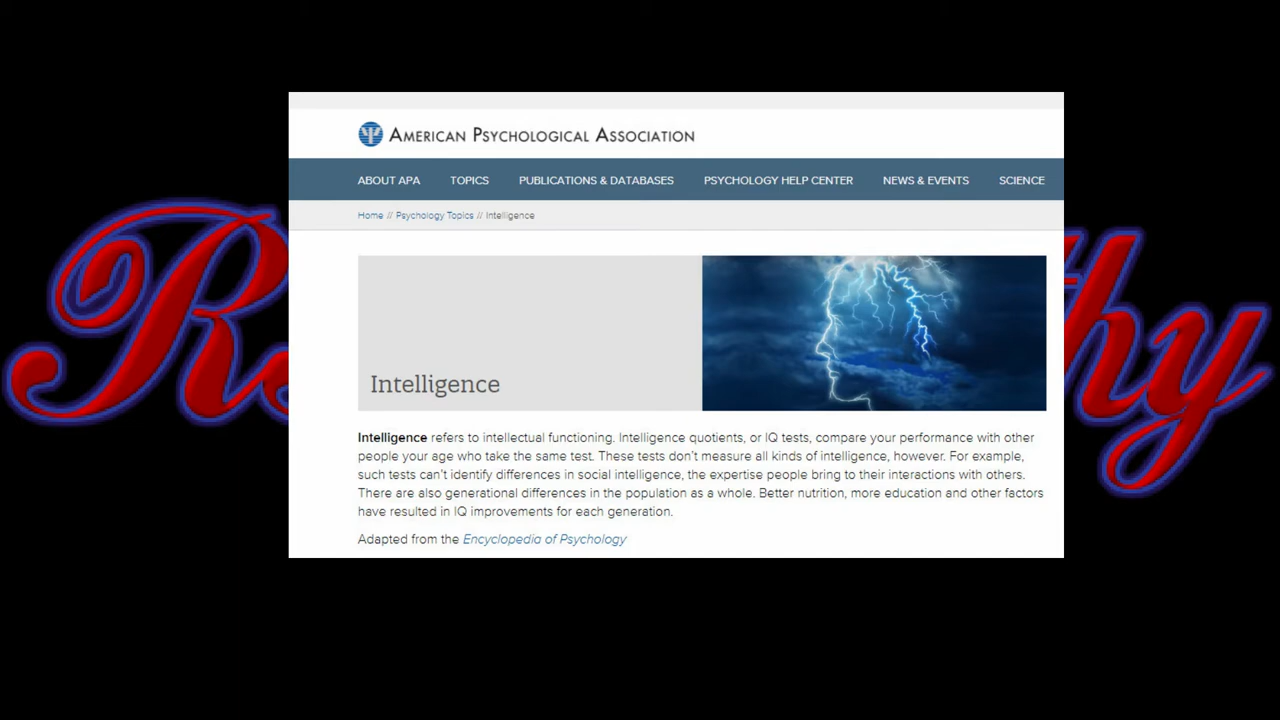 AMERICAN PSYCHOLOGICAL ASSOCIATION
ABOUT APA TOPICS PUBLICATIONS & DATABASES PSYCHOLOGY HELP CENTER NEWS & EVENTS SCIENCE
Home // Psychology Topics // Intelligence
Intelligence
Intelligence refers to intellectual functioning. Intelligence quotients, or IQ tests, compare your performance with other
people your age who take the same test. These tests don't measure all kinds of intelligence, however. For example,
such tests can't identify differences in social intelligence, the expertise people bring to their interactions with others.
There are also generational differences in the population as a whole. Better nutrition, more education and other factors
have resulted in IQ improvements for each generation.
Adapted from the Encyclopedia of Psychology